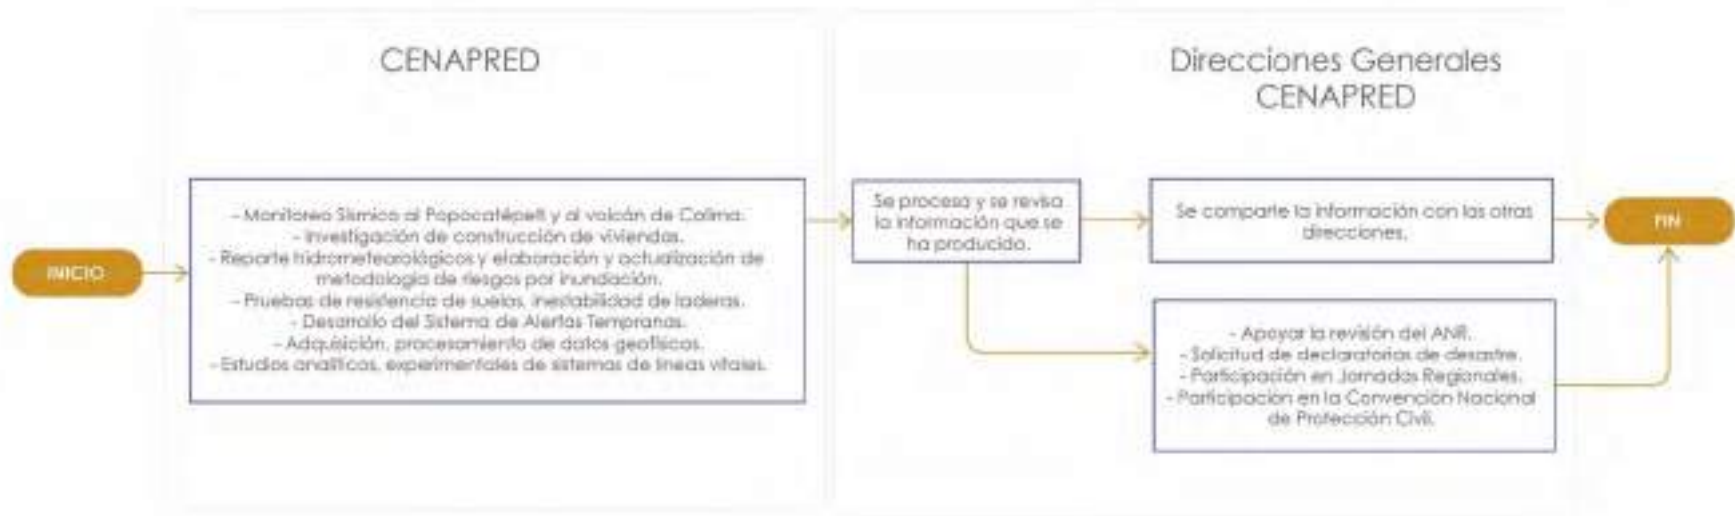 CENAPRED
Direcciones Generales
CENAPRED
INICIO
- Monitoreo Sísmico al Popocatépetl y al volcán de Colima.
- Investigación de construcción de viviendas.
- Reporte hidrometeorológicos y elaboración y actualización de
metodología de riesgos por inundación.
- Pruebas de resistencia de suelos, inestabilidad de laderas.
- Desarrollo del Sistema de Alertas Tempranas.
- Adquisición, procesamiento de datos geofísicos.
- Estudios analíticos, experimentales de sistemas de líneas vitales.
Se procesa y se revisa
la información que se
ha producido.
Se comparte la información con las otras
direcciones.
- Apoyar la revisión del ANR.
- Solicitud de declaratorias de desastre.
- Participación en Jornadas Regionales.
- Participación en la Convención Nacional
de Protección Civil.
FIN